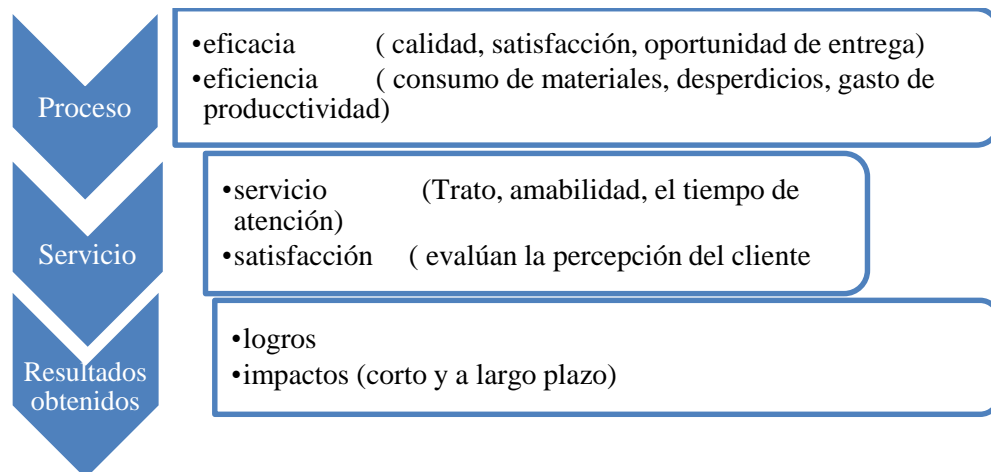 Proceso
•eficacia ( calidad, satisfacción, oportunidad de entrega)
•eficiencia ( consumo de materiales, desperdicios, gasto de
producctividad)
Servicio
•servicio (Trato, amabilidad, el tiempo de
atención)
•satisfacción ( evalúan la percepción del cliente
Resultados
obtenidos
•logros
•impactos (corto y a largo plazo)